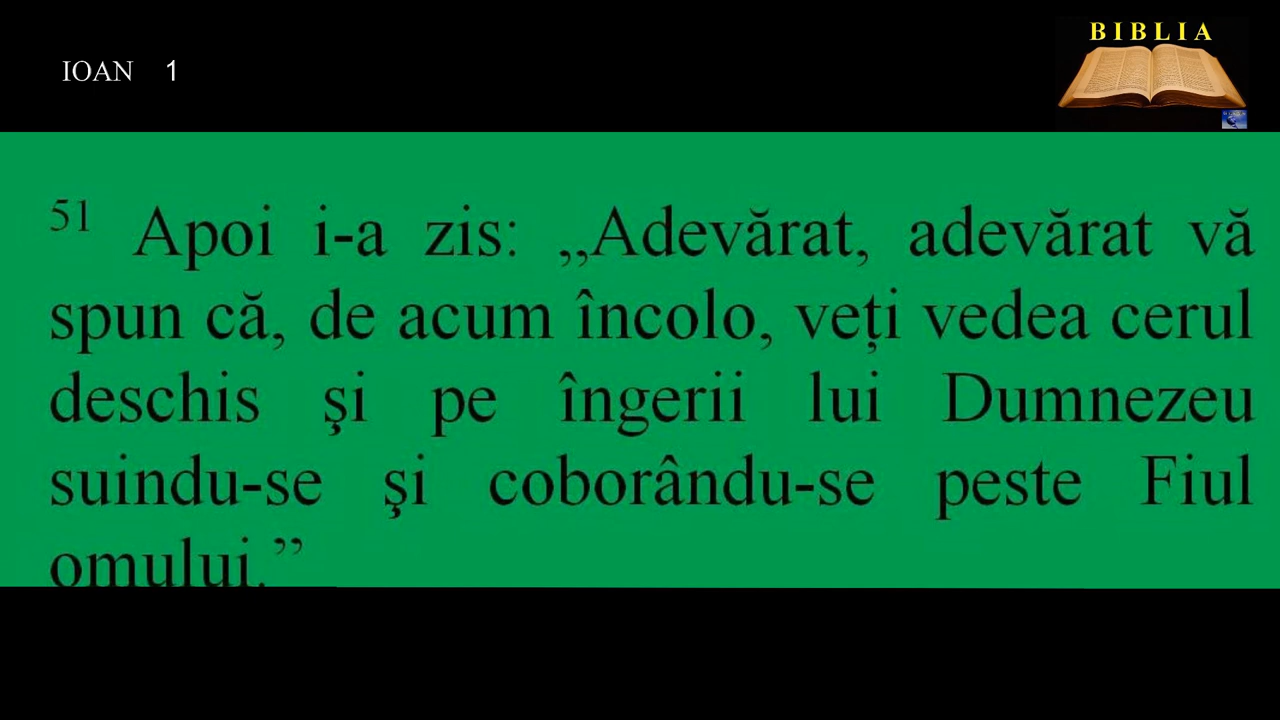 BIBLIA
IOAN 1
51 Apoi i-a zis: „Adevărat, adevărat vă
spun că, de acum încolo, veți vedea cerul
deschis şi pe îngerii lui Dumnezeu
suindu-se şi coborându-se peste Fiul
omului.”